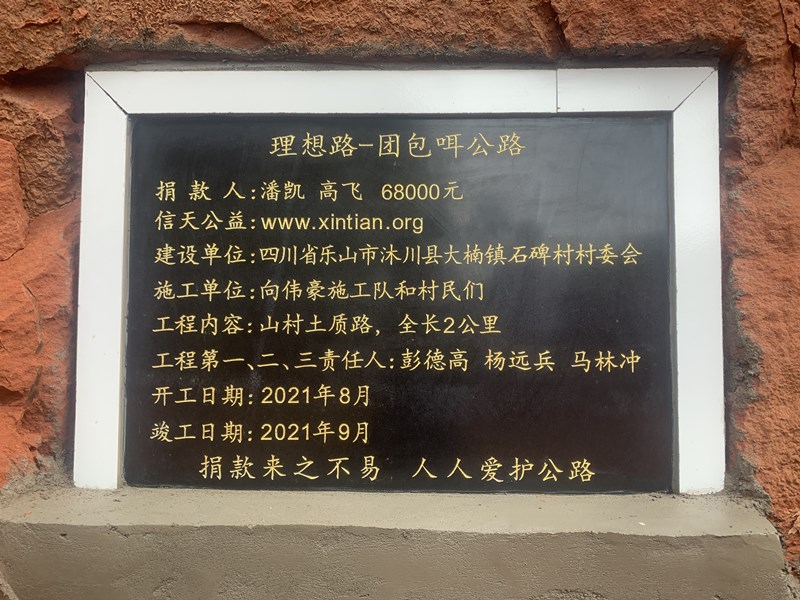 理想路-团包咡公路
捐款人:潘凯 高飞 68000元
信天公益:www.xintian.org
建设单位:四川省乐山市沐川县大楠镇石碑村村委会
施工单位:向伟豪施工队和村民们
工程内容:山村土质路，全长2公里
工程第一、二、三责任人:彭德高 杨远兵 马林冲
开工日期:2021年8月
竣工日期:2021年9月
捐款来之不易 人人爱护公路